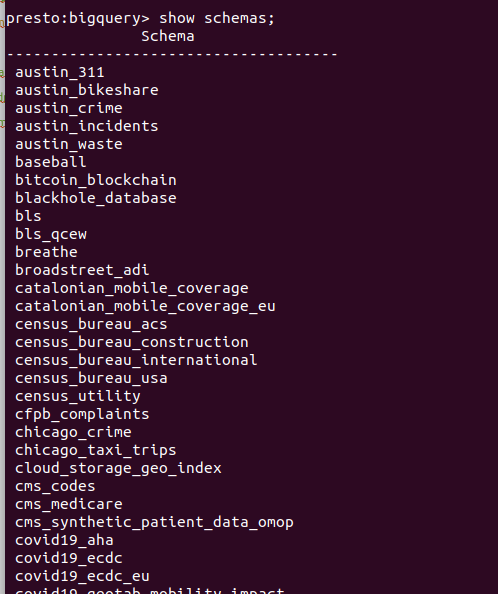 presto:bigquery> show schemas;
Schema
-------------------------------------
austin_311
austin_bikeshare
austin_crime
austin_incidents
austin_waste
baseball
bitcoin_blockchain
blackhole_database
bls
bls_qcew
breathe
broadstreet_adi
catalonian_mobile_coverage
catalonian_mobile_coverage_eu
census_bureau_acs
census_bureau_construction
census_bureau_international
census_bureau_usa
census_utility
cfpb_complaints
chicago_crime
chicago_taxi_trips
cloud_storage_geo_index
cms_codes
cms_medicare
cms_synthetic_patient_data_omop
covid19_aha
covid19_ecdc
covid19_ecdc_eu
covid19_geotab_mobility_impact